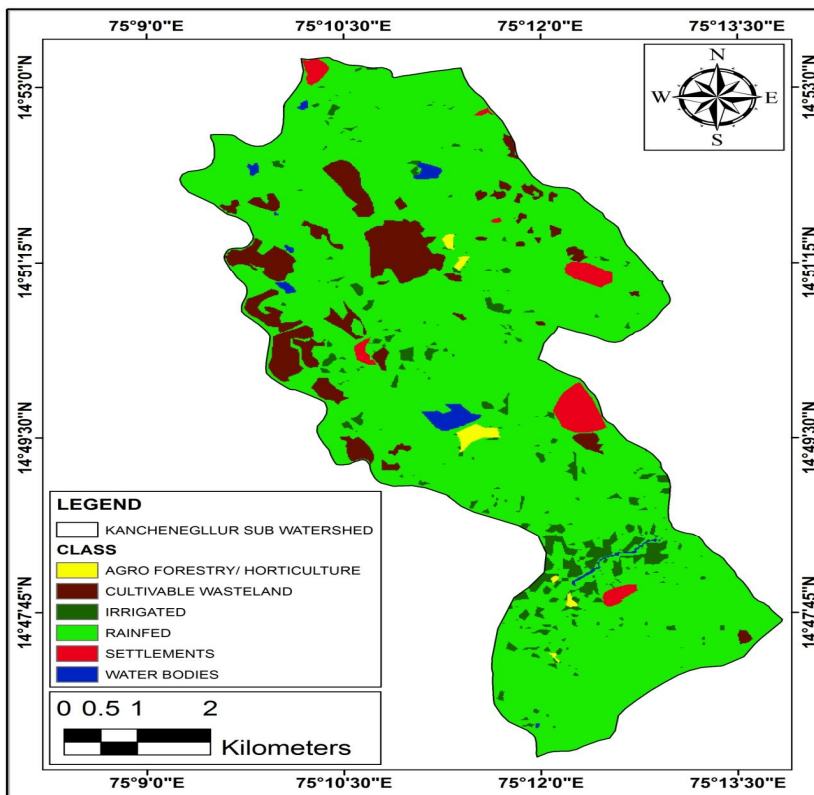 75°9'0"E 75°10'30"E 75°12'0"E 75°13'30"E
N
W E
S
14°53'0"N 14°53'0"N
14°51'15"N 14°51'15"N
14°49'30"N 14°49'30"N
14°47'45"N 14°47'45"N
LEGEND
KANCHENEGLLUR SUB WATERSHED
CLASS
AGRO FORESTRY/ HORTICULTURE
CULTIVABLE WASTELAND
IRRIGATED
RAINFED
SETTLEMENTS
WATER BODIES
0 0.5 1 2
Kilometers
75°9'0"E 75°10'30"E 75°12'0"E 75°13'30"E